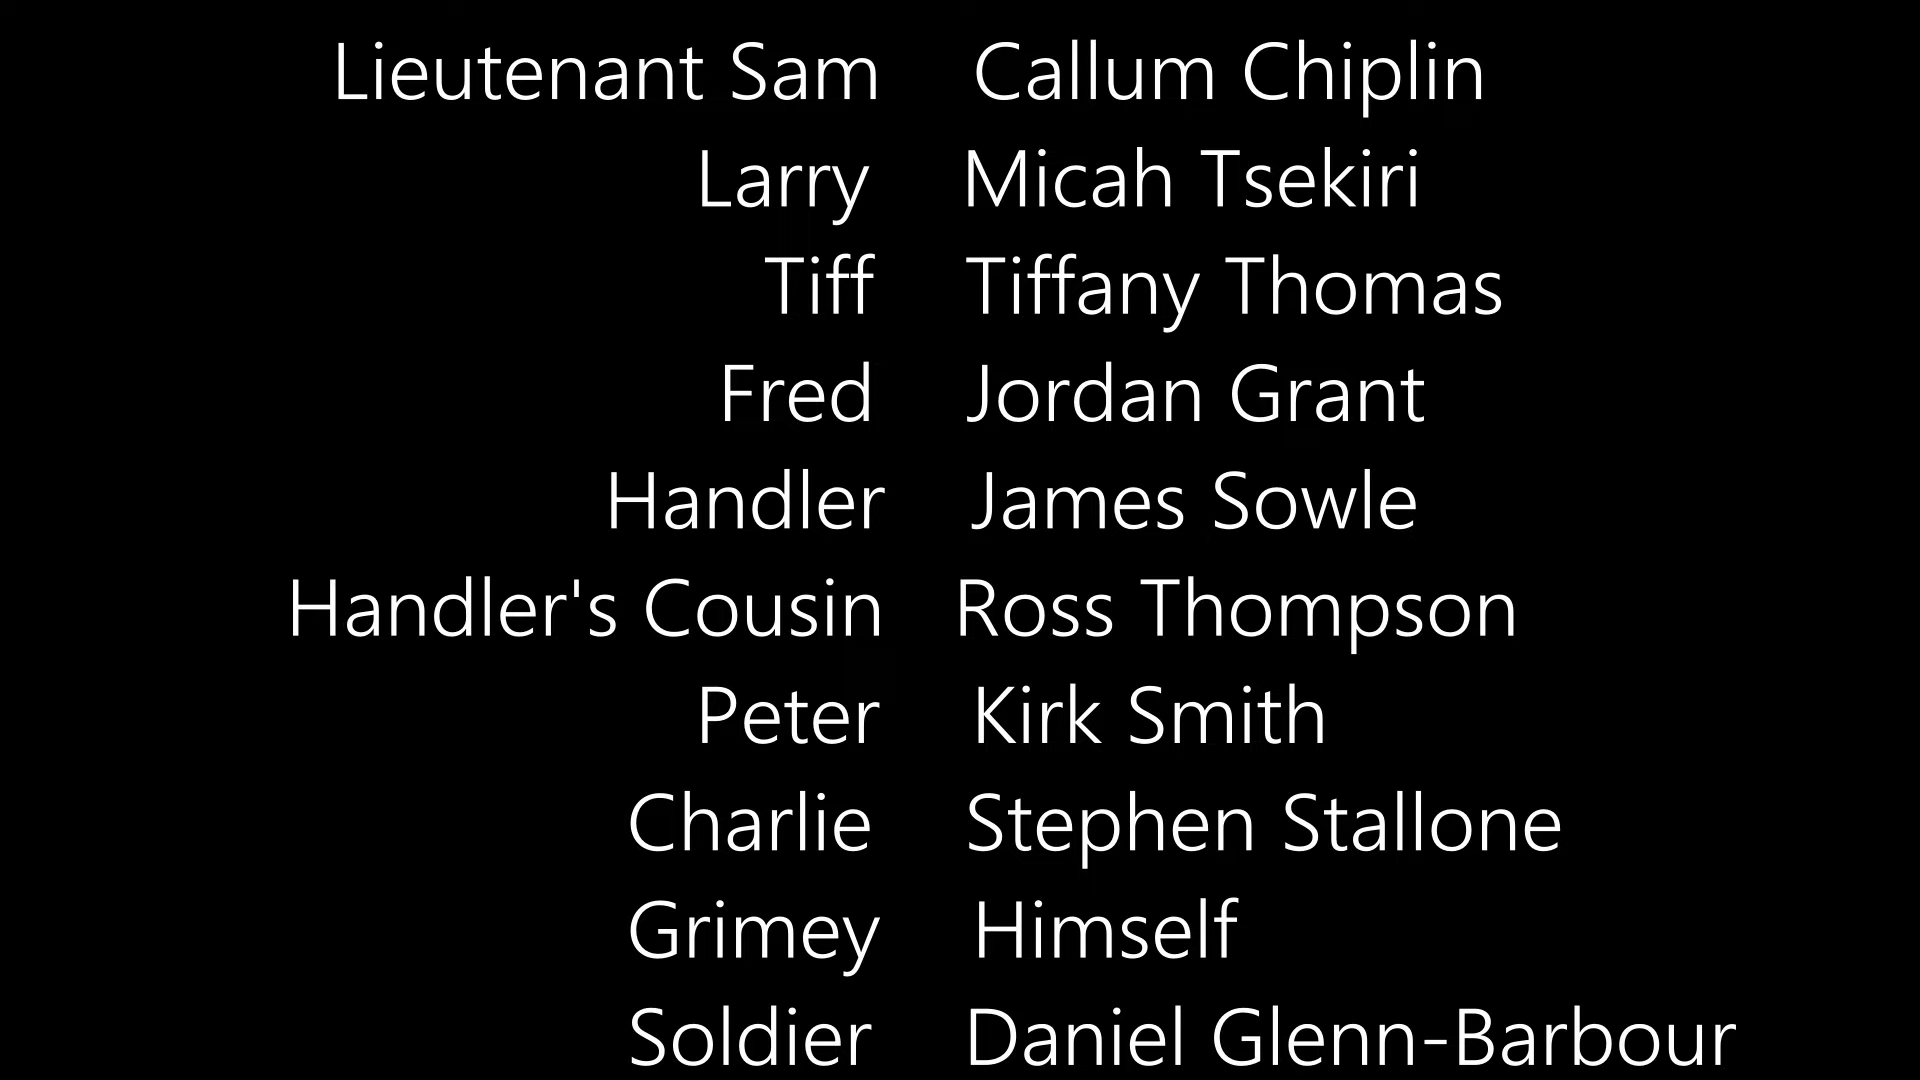 Lieutenant Sam Callum Chiplin
Larry Micah Tsekiri
Tiff Tiffany Thomas
Fred Jordan Grant
Handler James Sowle
Handler's Cousin Ross Thompson
Peter Kirk Smith
Charlie Stephen Stallone
Grimey Himself
Soldier Daniel Glenn-Barbour